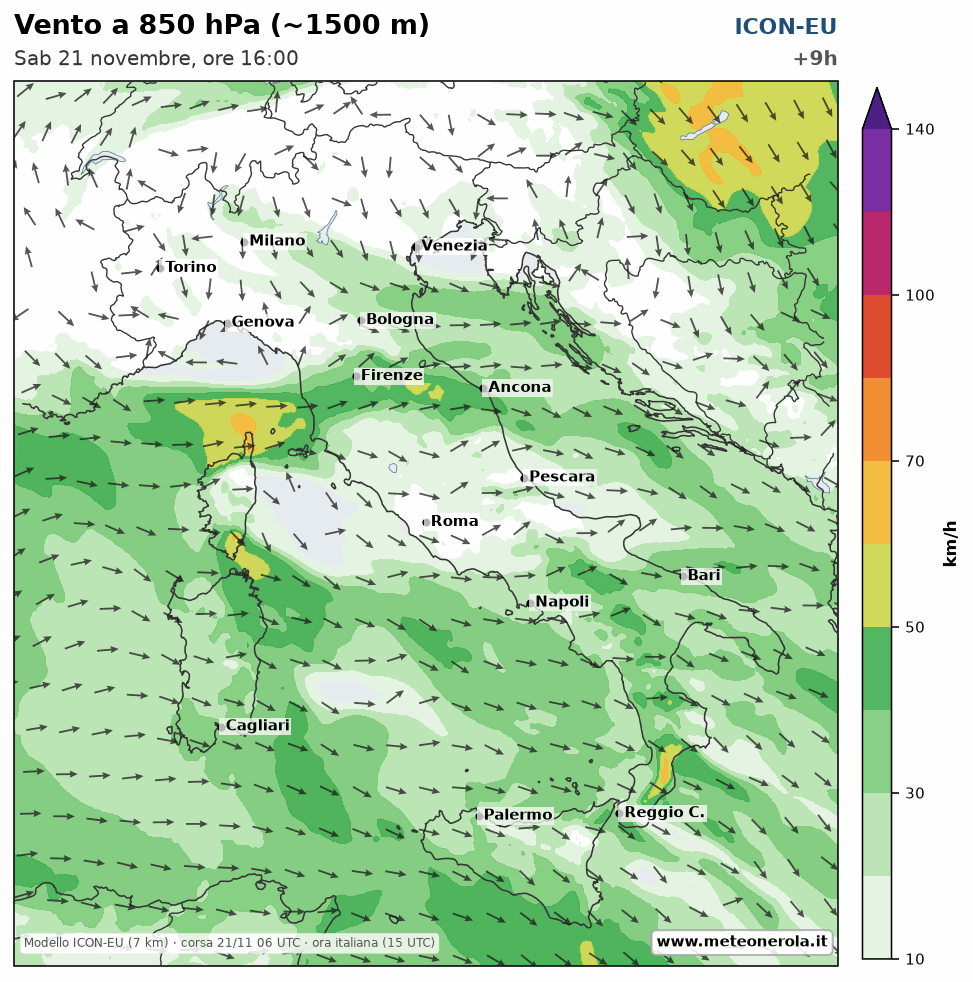 Vento a 850 hPa (~1500 m)
ICON-EU
Sab 21 novembre, ore 16:00
+9h
140
Milano
Venezia
Torino
100
Genova
Bologna
Firenze
Ancona
70
Pescara
Roma
km/h
Bari
Napoli
50
Cagliari
30
Palermo
Reggio C.
Modello ICON-EU (7 km) · corsa 21/11 06 UTC · ora italiana (15 UTC)
www.meteonerola.it
10